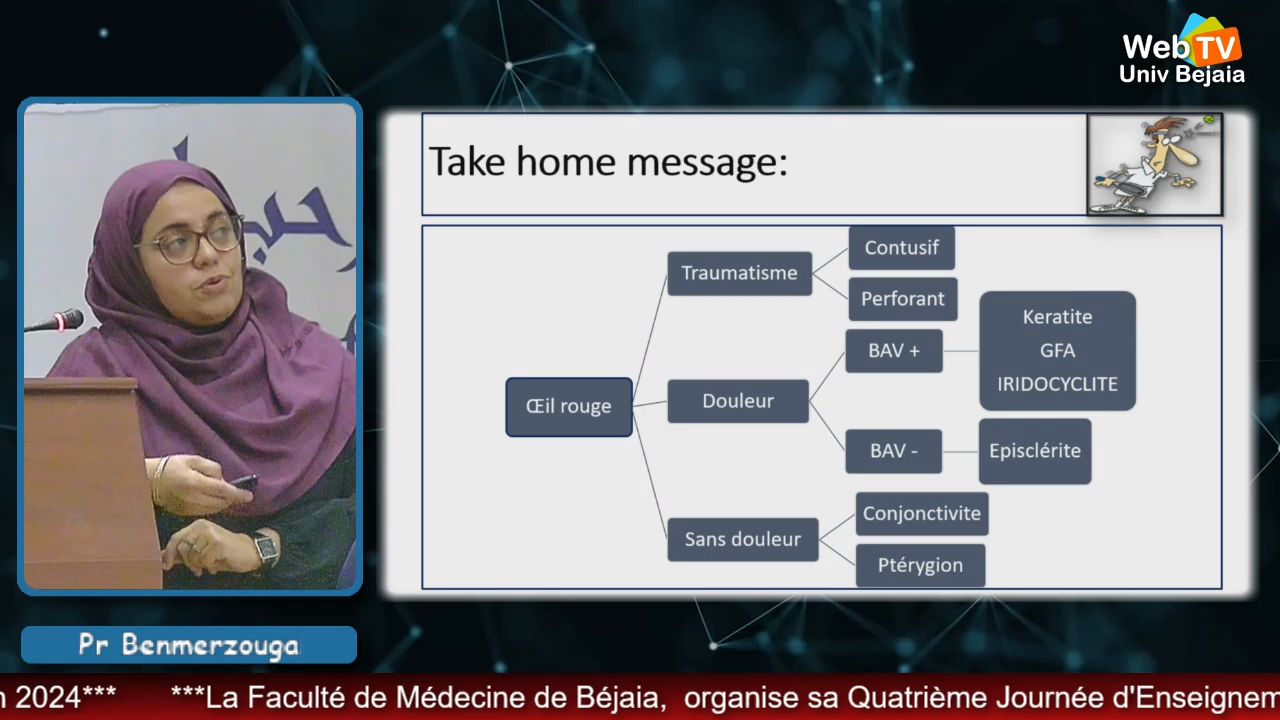 Web TV
Univ Bejaia
Take home message:
Œil rouge
Traumatisme
Contusif
Perforant
Douleur
BAV +
Keratite
GFA
IRIDOCYCLITE
BAV -
Episclérite
Sans douleur
Conjonctivite
Ptérygion
Pr Benmerzouga
2024*** ***La Faculté de Médecine de Béjaia, organise sa Quatrième Journée d'Enseignem